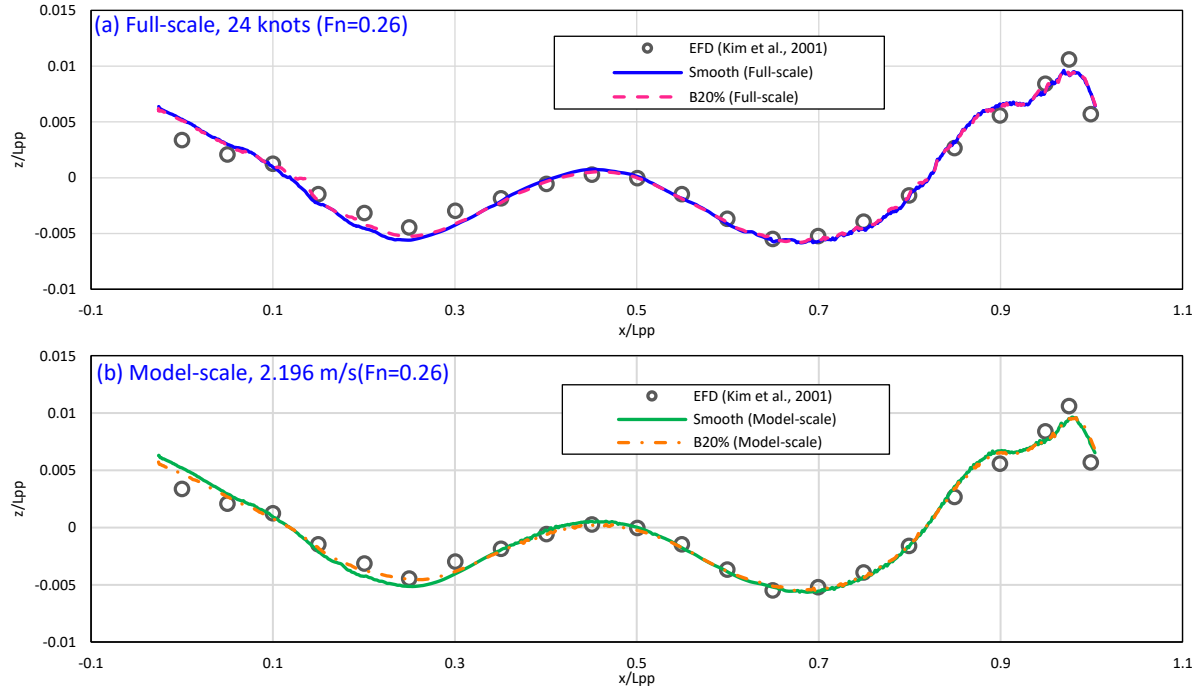 (a) Full-scale, 24 knots (Fn=0.26)
EFD (Kim et al., 2001)
Smooth (Full-scale)
B20% (Full-scale)
z/Lpp
0.015
0.01
0.005
0
-0.005
-0.01
-0.1 0.1 0.3 0.5 0.7 0.9 1.1
x/Lpp
(b) Model-scale, 2.196 m/s(Fn=0.26)
EFD (Kim et al., 2001)
Smooth (Model-scale)
B20% (Model-scale)
z/Lpp
0.015
0.01
0.005
0
-0.005
-0.01
-0.1 0.1 0.3 0.5 0.7 0.9 1.1
x/Lpp